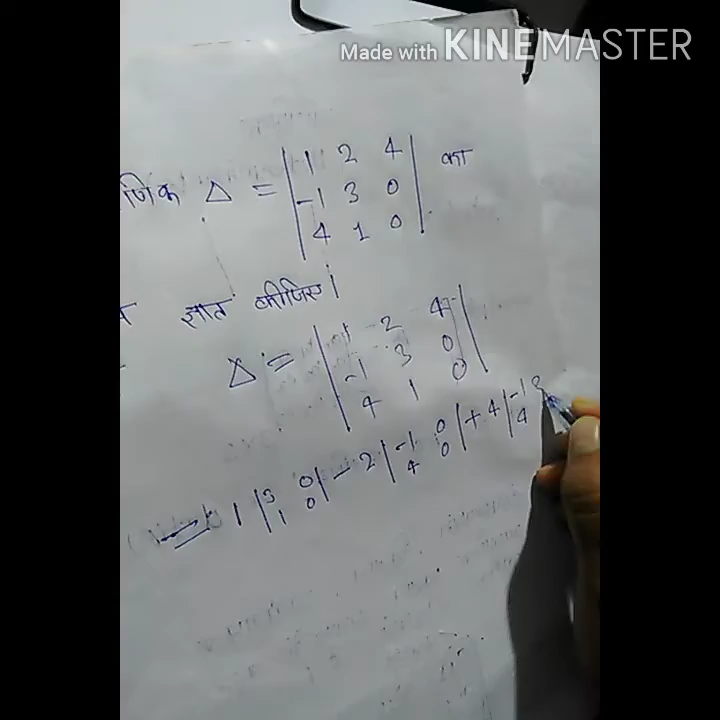 Made with KINEMASTER
णिक Δ = | 1 2 4 | का
| -1 3 0 |
| 4 1 0 |
ज्ञात कीजिए।
Δ = | 1 2 4 |
| -1 3 0 |
| 4 1 0 |
= 1 | 3 0 | - 2 | -1 0 | + 4 | -1 3
| 1 0 | | 4 0 | | 4